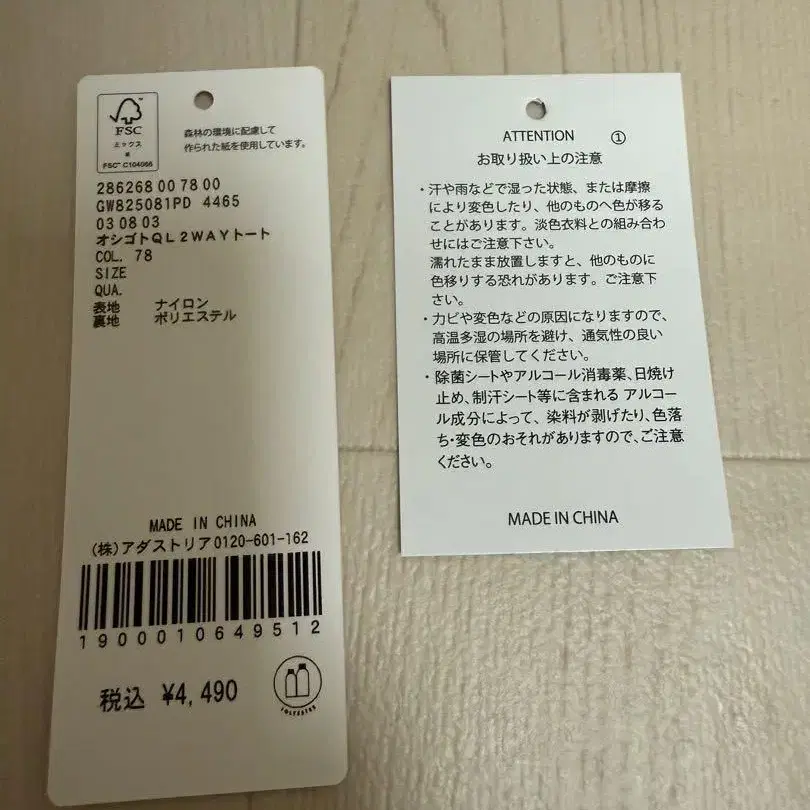 FSC
ミックス
紙
FSC™ C104066
森林の環境に配慮して
作られた紙を使用しています。
286268 00 78 00
GW825081PD 4465
03 08 03
オシゴトQL2WAYトート
COL. 78
SIZE
QUA.
表地 ナイロン
裏地 ポリエステル
MADE IN CHINA
(株)アダストリア0120-601-162
1900010649512
税込 ¥4,490
ATTENTION ①
お取り扱い上の注意
・汗や雨などで湿った状態、または摩擦
により変色したり、他のものへ色が移る
ことがあります。淡色衣料との組み合わ
せにはご注意下さい。
濡れたまま放置しますと、他のものに
色移りする恐れがあります。ご注意下
さい。
・カビや変色などの原因になりますので、
高温多湿の場所を避け、通気性の良い
場所に保管してください。
・除菌シートやアルコール消毒薬、日焼け
止め、制汗シート等に含まれる アルコー
ル成分によって、染料が剥げたり、色落
ち・変色のおそれがありますので、ご注意
ください。
MADE IN CHINA